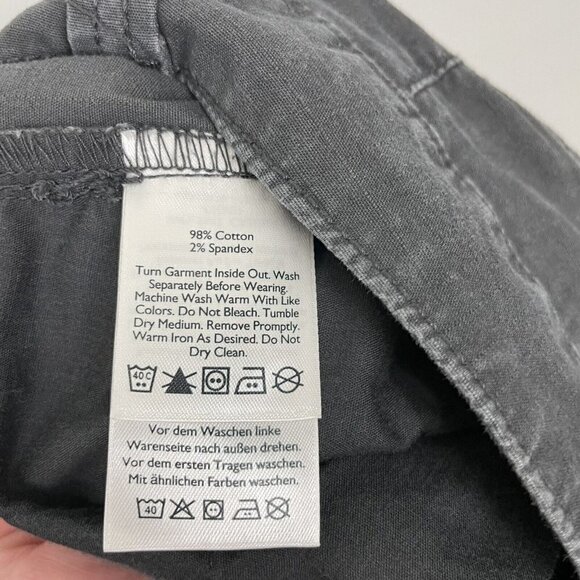 98% Cotton
2% Spandex
Turn Garment Inside Out. Wash
Separately Before Wearing.
Machine Wash Warm With Like
Colors. Do Not Bleach. Tumble
Dry Medium. Remove Promptly.
Warm Iron As Desired. Do Not
Dry Clean.
40 C
Vor dem Waschen linke
Warenseite nach außen drehen.
Vor dem ersten Tragen waschen.
Mit ähnlichen Farben waschen.
40